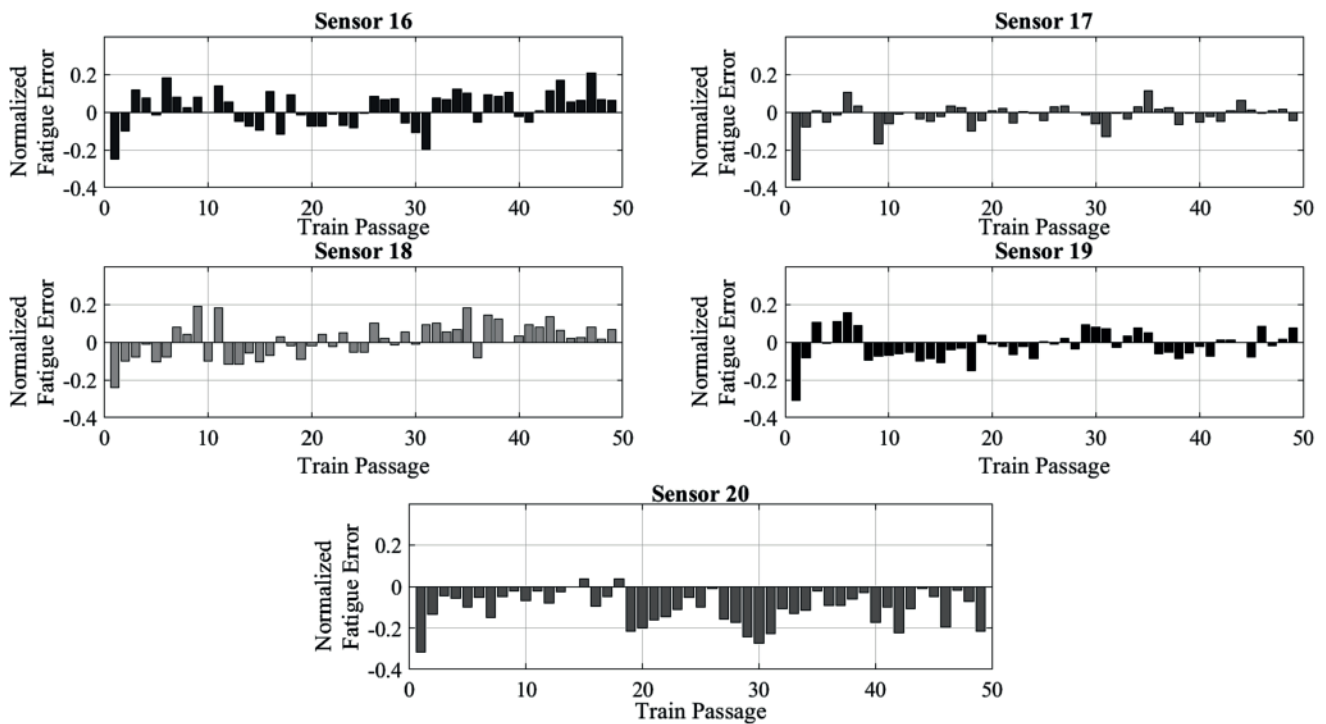 Sensor 16
Normalized
Fatigue Error
0.2
0
-0.2
-0.4
0 10 20 30 40 50
Train Passage
Sensor 17
Normalized
Fatigue Error
0.2
0
-0.2
-0.4
0 10 20 30 40 50
Train Passage
Sensor 18
Normalized
Fatigue Error
0.2
0
-0.2
-0.4
0 10 20 30 40 50
Train Passage
Sensor 19
Normalized
Fatigue Error
0.2
0
-0.2
-0.4
0 10 20 30 40 50
Train Passage
Sensor 20
Normalized
Fatigue Error
0.2
0
-0.2
-0.4
0 10 20 30 40 50
Train Passage